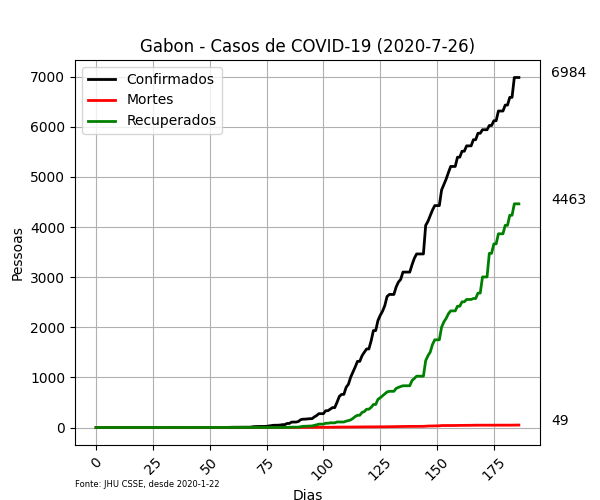 Gabon - Casos de COVID-19 (2020-7-26)
Confirmados
Mortes
Recuperados
7000
6000
5000
4000
3000
2000
1000
0
Pessoas
6984
4463
49
0 25 50 75 100 125 150 175
Fonte: JHU CSSE, desde 2020-1-22
Dias